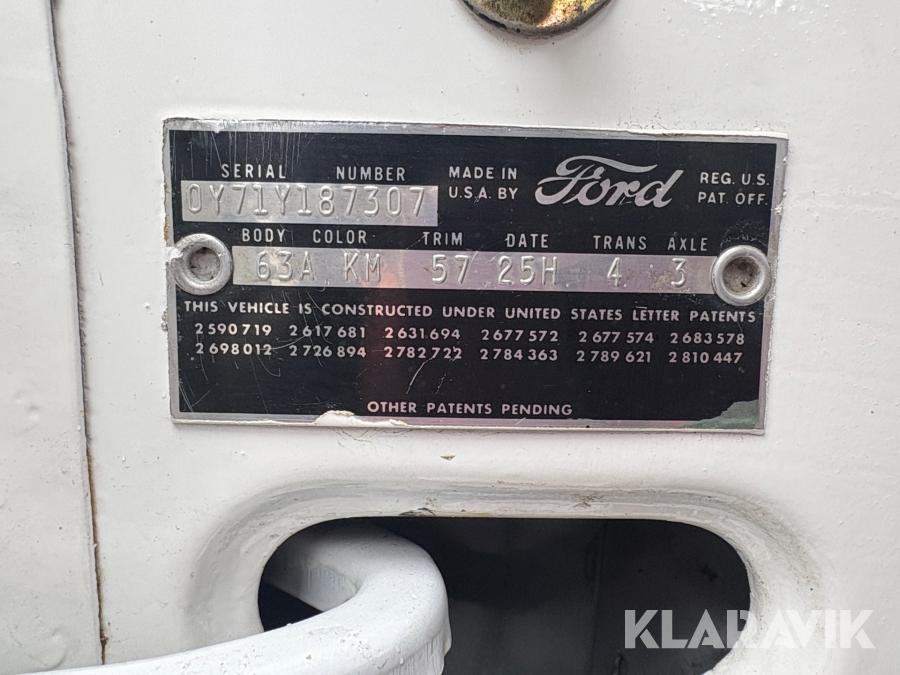 SERIAL NUMBER
MADE IN
U.S.A. BY
Ford
REG. U.S.
PAT. OFF.
0Y71Y187307
BODY COLOR TRIM DATE TRANS AXLE
63A KM 57 25H 4 3
THIS VEHICLE IS CONSTRUCTED UNDER UNITED STATES LETTER PATENTS
2590719 2617681 2631694 2677572 2677574 2683578
2698012 2726894 2782722 2784363 2789621 2810447
OTHER PATENTS PENDING
KLARAVIK